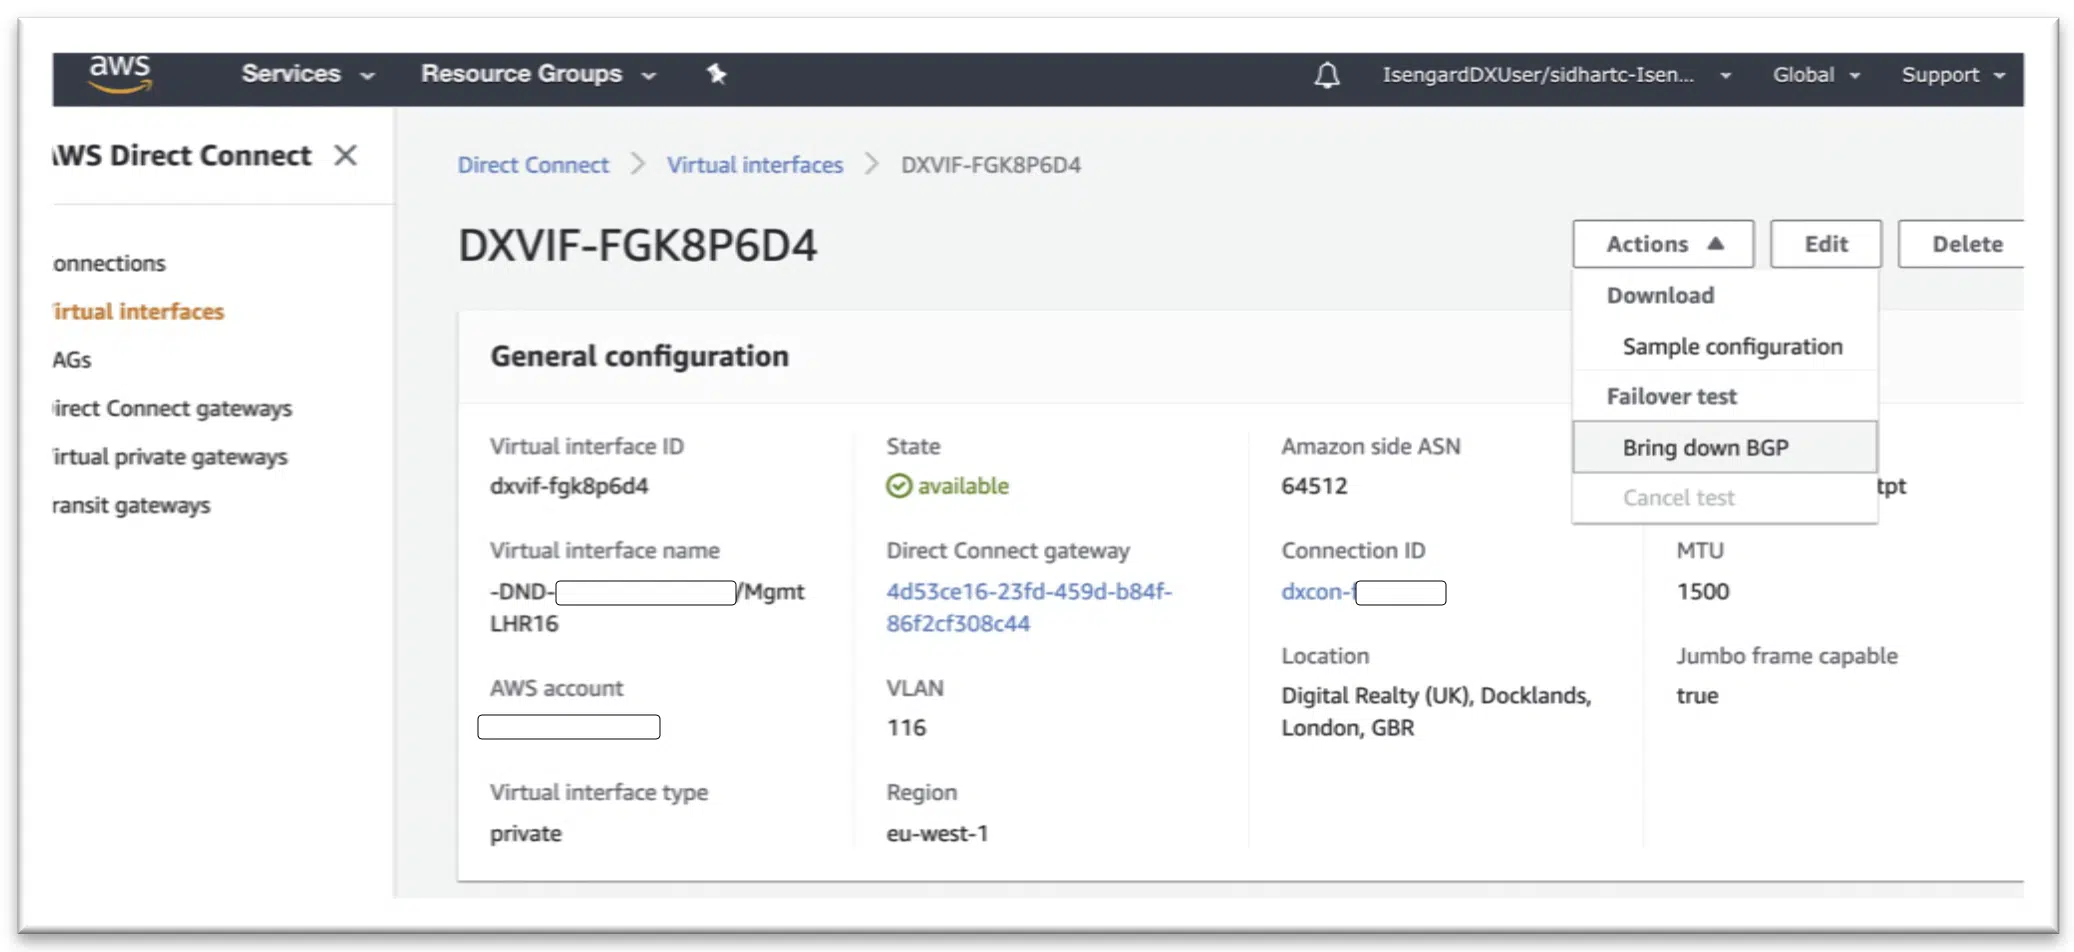 aws Services Resource Groups IsengardDXUser/sidhartc-Isen... Global Support
WS Direct Connect
onnections
irtual interfaces
AGs
irect Connect gateways
irtual private gateways
ransit gateways
Direct Connect > Virtual interfaces > DXVIF-FGK8P6D4
DXVIF-FGK8P6D4
Actions Edit Delete
Download
Sample configuration
Failover test
Bring down BGP
Cancel test
General configuration
Virtual interface ID
dxvif-fgk8p6d4
Virtual interface name
-DND- /Mgmt
LHR16
AWS account
Virtual interface type
private
State
available
Direct Connect gateway
4d53ce16-23fd-459d-b84f-
86f2cf308c44
VLAN
116
Region
eu-west-1
Amazon side ASN
64512
Connection ID
dxcon-
Location
Digital Realty (UK), Docklands,
London, GBR
tpt
MTU
1500
Jumbo frame capable
true